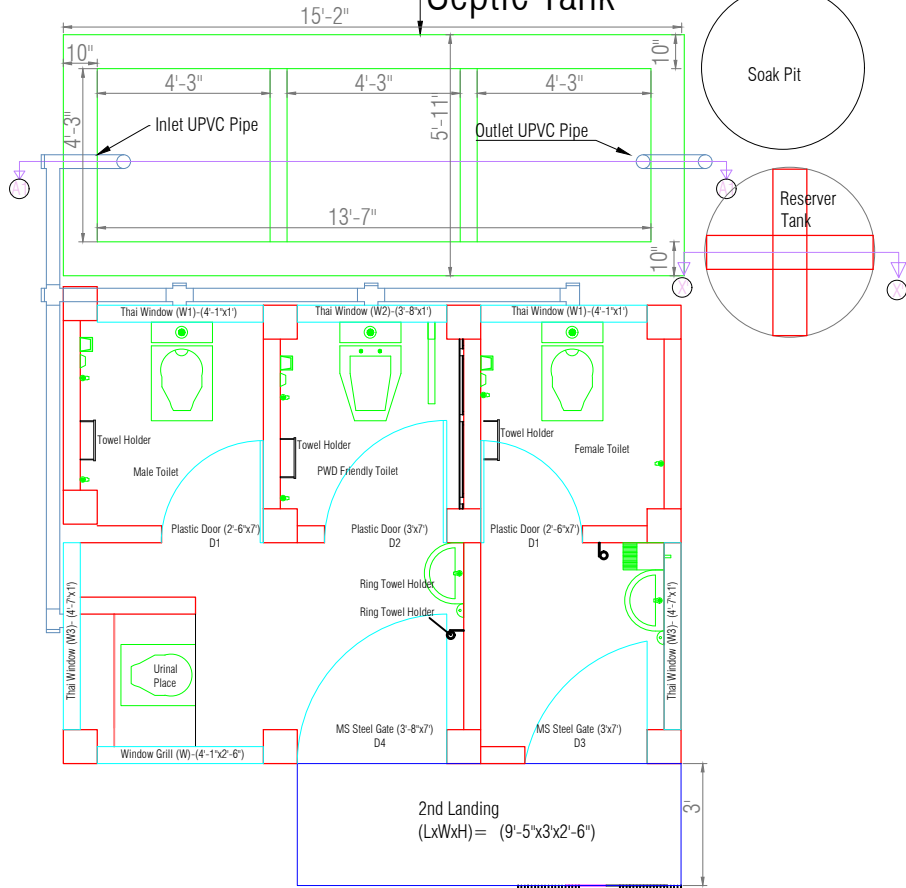 Septic Tank
15'-2"
10"
10"
4'-3"
4'-3"
4'-3"
4'-3"
5'-11"
Inlet UPVC Pipe
Outlet UPVC Pipe
13'-7"
10"
Soak Pit
Reserver
Tank
X
Thai Window (W1)-(4'-1"x1')
Thai Window (W2)-(3'-8"x1')
Thai Window (W1)-(4'-1"x1')
Towel Holder
Towel Holder
Towel Holder
Male Toilet
PWD Friendly Toilet
Female Toilet
Plastic Door (2'-6"x7')
D1
Plastic Door (3'x7')
D2
Plastic Door (2'-6"x7')
D1
Ring Towel Holder
Ring Towel Holder
Thai Window (W3)- (4'-7"x1')
Thai Window (W3)- (4'-7"x1')
Urinal
Place
MS Steel Gate (3'-8"x7')
D4
MS Steel Gate (3'x7')
D3
Window Grill (W)-(4'-1"x2'-6")
2nd Landing
(LxWxH)= (9'-5"x3'x2'-6")
3'